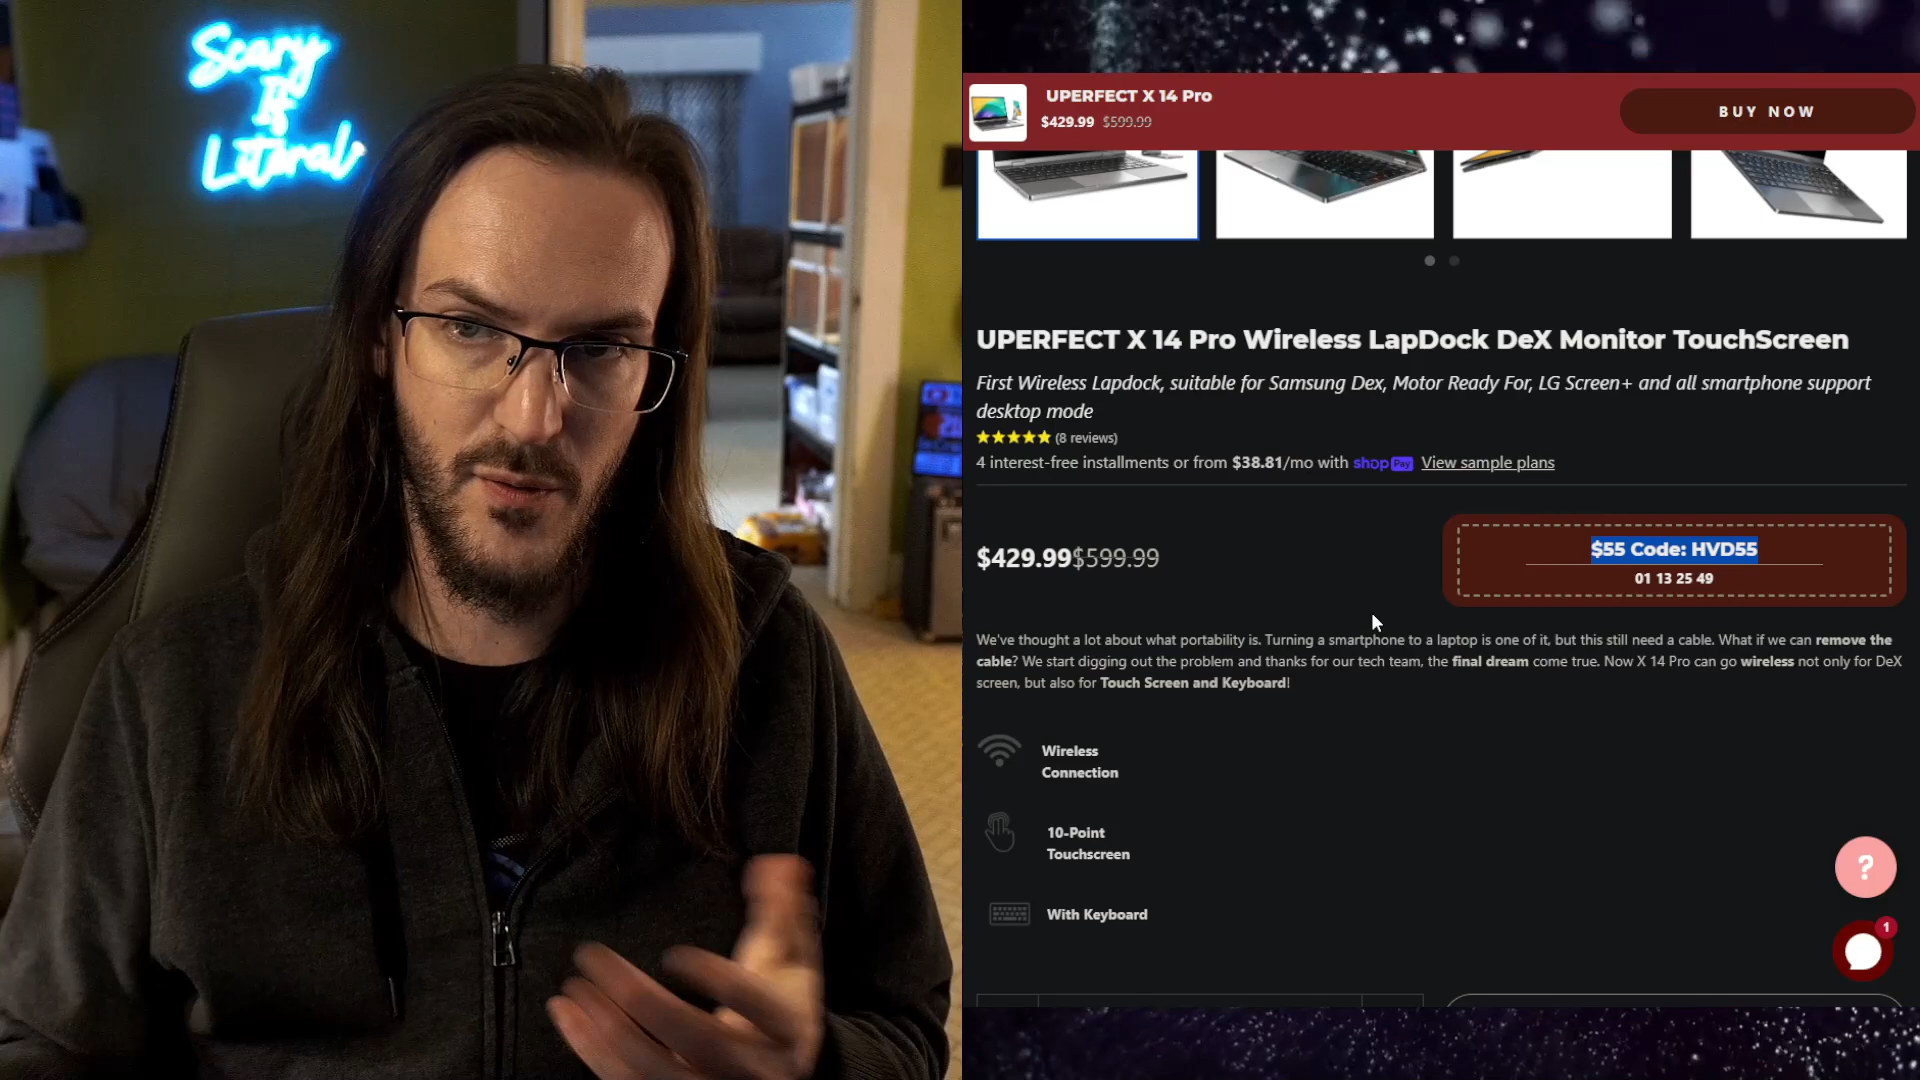 Scary
It's
Literal
UPERFECT X 14 Pro
$429.99 $599.99
BUY NOW
UPERFECT X 14 Pro Wireless LapDock DeX Monitor TouchScreen
First Wireless Lapdock, suitable for Samsung Dex, Motor Ready For, LG Screen+ and all smartphone support
desktop mode
(8 reviews)
4 interest-free installments or from $38.81/mo with shop Pay View sample plans
$429.99$599.99
$55 Code: HVD55
01 13 25 49
We've thought a lot about what portability is. Turning a smartphone to a laptop is one of it, but this still need a cable. What if we can remove the
cable? We start digging out the problem and thanks for our tech team, the final dream come true. Now X 14 Pro can go wireless not only for DeX
screen, but also for Touch Screen and Keyboard!
Wireless
Connection
10-Point
Touchscreen
With Keyboard
?
1